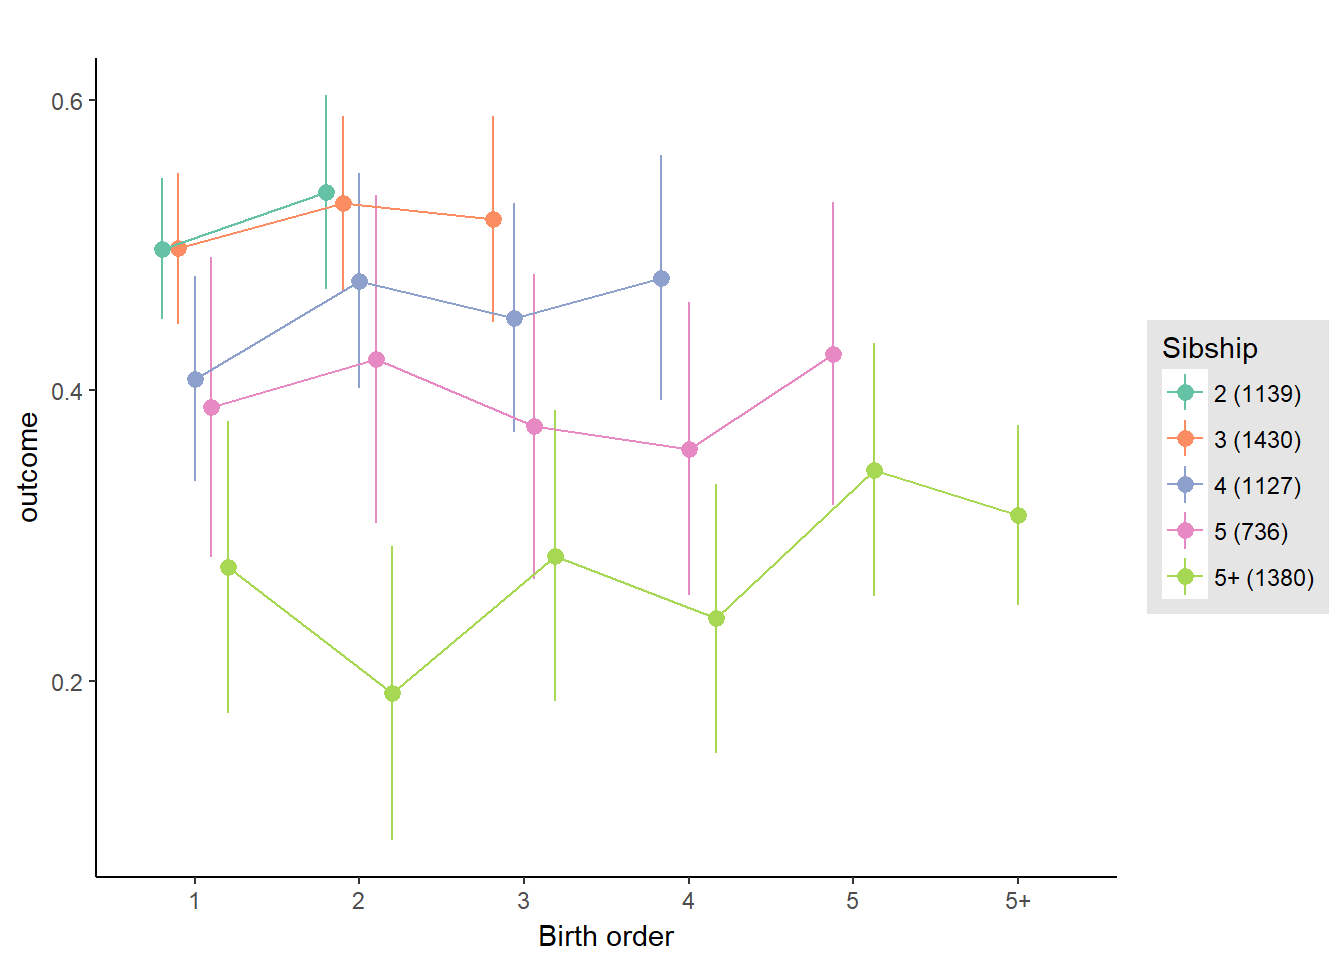 0.6
0.4
0.2
outcome
1 2 3 4 5 5+
Birth order
Sibship
2 (1139)
3 (1430)
4 (1127)
5 (736)
5+ (1380)